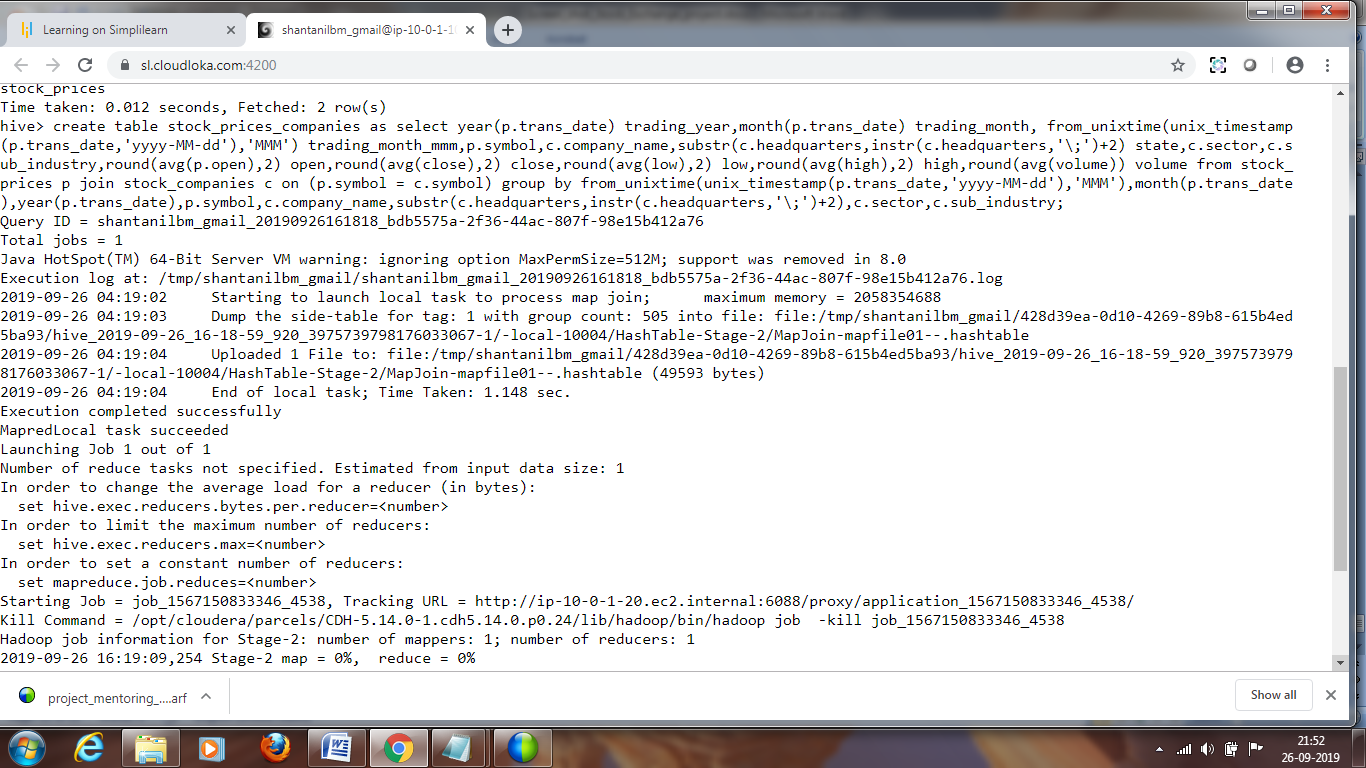 Learning on Simplilearn
shantanilbm_gmail@ip-10-0-1-10
sl.cloudloka.com:4200
stock_prices
Time taken: 0.012 seconds, Fetched: 2 row(s)
hive> create table stock_prices_companies as select year(p.trans_date) trading_year,month(p.trans_date) trading_month, from_unixtime(unix_timestamp
(p.trans_date,'yyyy-MM-dd'),'MMM') trading_month_mmm,p.symbol,c.company_name,substr(c.headquarters,instr(c.headquarters,'\;')+2) state,c.sector,c.s
ub_industry,round(avg(p.open),2) open,round(avg(close),2) close,round(avg(low),2) low,round(avg(high),2) high,round(avg(volume)) volume from stock_
prices p join stock_companies c on (p.symbol = c.symbol) group by from_unixtime(unix_timestamp(p.trans_date,'yyyy-MM-dd'),'MMM'),month(p.trans_date
),year(p.trans_date),p.symbol,c.company_name,substr(c.headquarters,instr(c.headquarters,'\;')+2),c.sector,c.sub_industry;
Query ID = shantanilbm_gmail_20190926161818_bdb5575a-2f36-44ac-807f-98e15b412a76
Total jobs = 1
Java HotSpot(TM) 64-Bit Server VM warning: ignoring option MaxPermSize=512M; support was removed in 8.0
Execution log at: /tmp/shantanilbm_gmail/shantanilbm_gmail_20190926161818_bdb5575a-2f36-44ac-807f-98e15b412a76.log
2019-09-26 04:19:02     Starting to launch local task to process map join;      maximum memory = 2058354688
2019-09-26 04:19:03     Dump the side-table for tag: 1 with group count: 505 into file: file:/tmp/shantanilbm_gmail/428d39ea-0d10-4269-89b8-615b4ed
5ba93/hive_2019-09-26_16-18-59_920_3975739798176033067-1/-local-10004/HashTable-Stage-2/MapJoin-mapfile01--.hashtable
2019-09-26 04:19:04     Uploaded 1 File to: file:/tmp/shantanilbm_gmail/428d39ea-0d10-4269-89b8-615b4ed5ba93/hive_2019-09-26_16-18-59_920_397573979
8176033067-1/-local-10004/HashTable-Stage-2/MapJoin-mapfile01--.hashtable (49593 bytes)
2019-09-26 04:19:04     End of local task; Time Taken: 1.148 sec.
Execution completed successfully
MapredLocal task succeeded
Launching Job 1 out of 1
Number of reduce tasks not specified. Estimated from input data size: 1
In order to change the average load for a reducer (in bytes):
  set hive.exec.reducers.bytes.per.reducer=<number>
In order to limit the maximum number of reducers:
  set hive.exec.reducers.max=<number>
In order to set a constant number of reducers:
  set mapreduce.job.reduces=<number>
Starting Job = job_1567150833346_4538, Tracking URL = http://ip-10-0-1-20.ec2.internal:6088/proxy/application_1567150833346_4538/
Kill Command = /opt/cloudera/parcels/CDH-5.14.0-1.cdh5.14.0.p0.24/lib/hadoop/bin/hadoop job  -kill job_1567150833346_4538
Hadoop job information for Stage-2: number of mappers: 1; number of reducers: 1
2019-09-26 16:19:09,254 Stage-2 map = 0%,  reduce = 0%
project_mentoring_....arf
Show all
21:52
26-09-2019